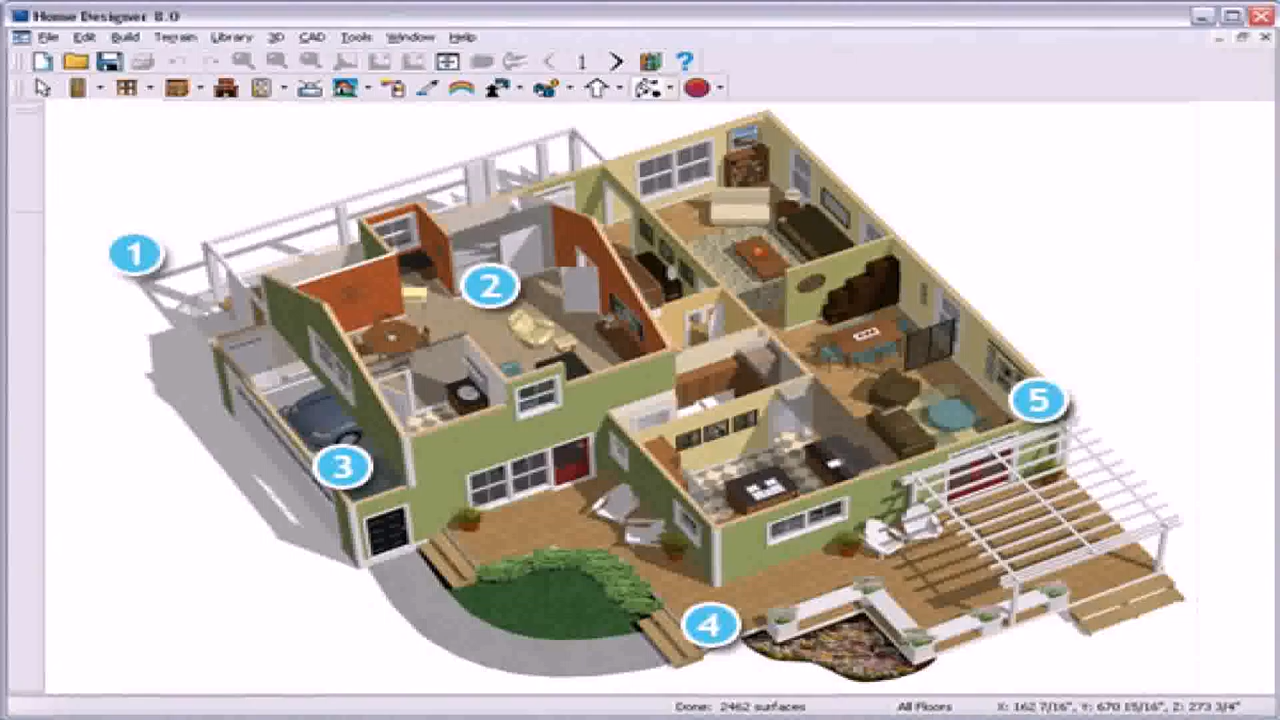 Home Designer 8.0
File Edit Build Terrain Library 3D CAD Tools Window Help
1
1
2
3
4
5
Done: 2462 surfaces All Floors X: 162 7/16", Y: 670 15/16", Z: 273 3/4"